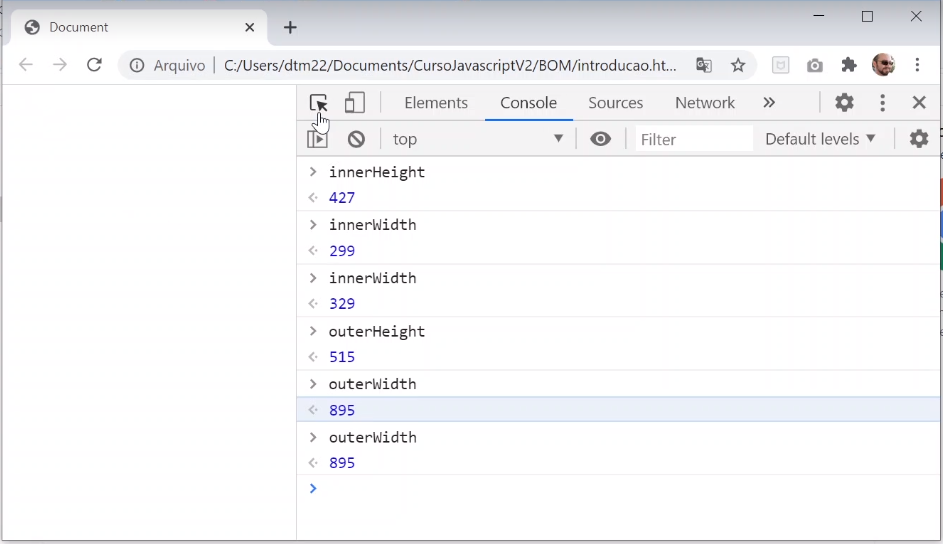 Document
Arquivo | C:/Users/dtm22/Documents/CursoJavascriptV2/BOM/introducao.ht...
Elements Console Sources Network »
top Filter Default levels ▼
> innerHeight
427
> innerWidth
299
> innerWidth
329
> outerHeight
515
> outerWidth
895
> outerWidth
895
>